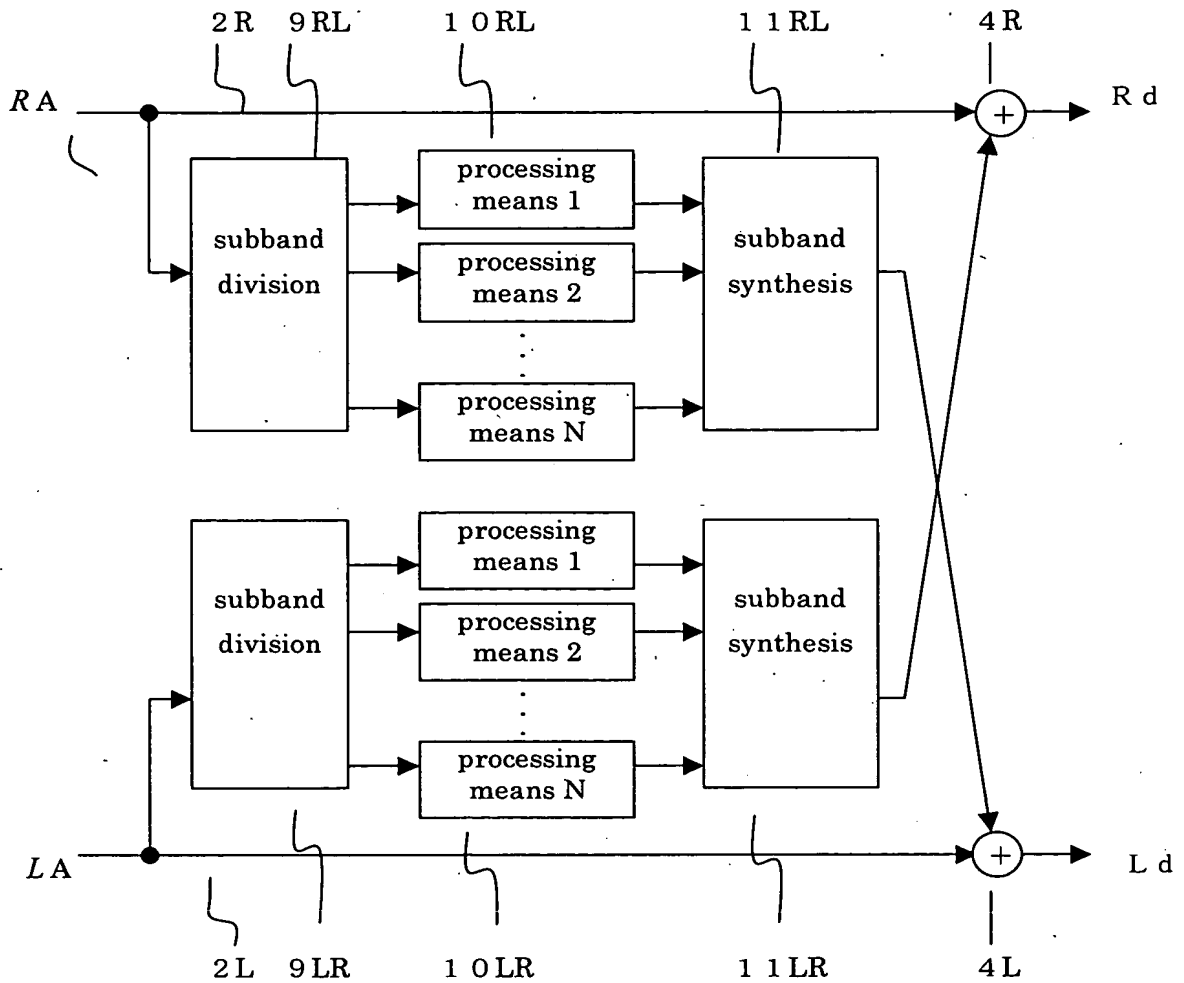 2R 9RL 10RL 11RL 4R
RA
Rd
+
subband
division
processing
means 1
processing
means 2
processing
means N
subband
synthesis
subband
division
processing
means 1
processing
means 2
processing
means N
subband
synthesis
LA
+
Ld
2L 9LR 10LR 11LR 4L